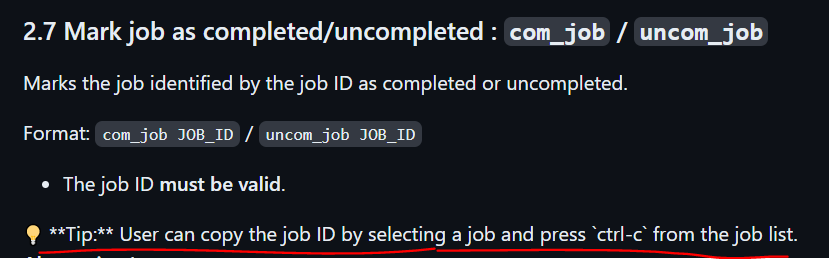 2.7 Mark job as completed/uncompleted : com_job / uncom_job
Marks the job identified by the job ID as completed or uncompleted.
Format: com_job JOB_ID / uncom_job JOB_ID
• The job ID must be valid.
💡 **Tip:** User can copy the job ID by selecting a job and press `ctrl-c` from the job list.